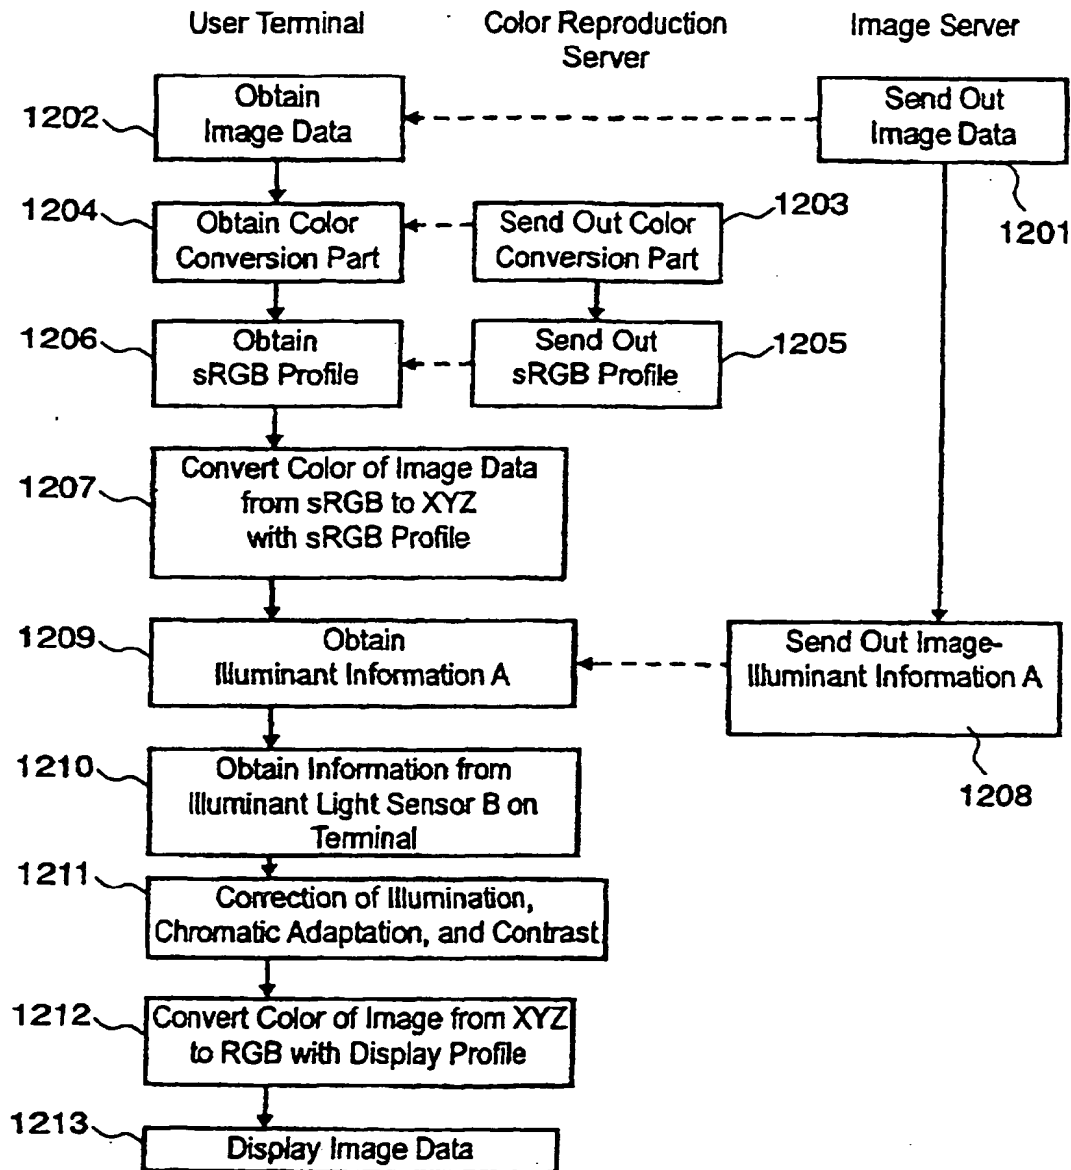 User Terminal
Color Reproduction
Server
Image Server
1202
Obtain
Image Data
Send Out
Image Data
1201
1204
Obtain Color
Conversion Part
Send Out Color
Conversion Part
1203
1206
Obtain
sRGB Profile
Send Out
sRGB Profile
1205
1207
Convert Color of Image Data
from sRGB to XYZ
with sRGB Profile
1209
Obtain
Illuminant Information A
Send Out Image-
Illuminant Information A
1208
1210
Obtain Information from
Illuminant Light Sensor B on
Terminal
1211
Correction of Illumination,
Chromatic Adaptation, and Contrast.
1212
Convert Color of Image from XYZ
to RGB with Display Profile
1213
Display Image Data